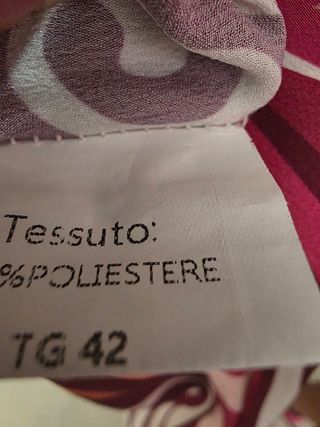 Tessuto:
%POLIESTERE
TG 42